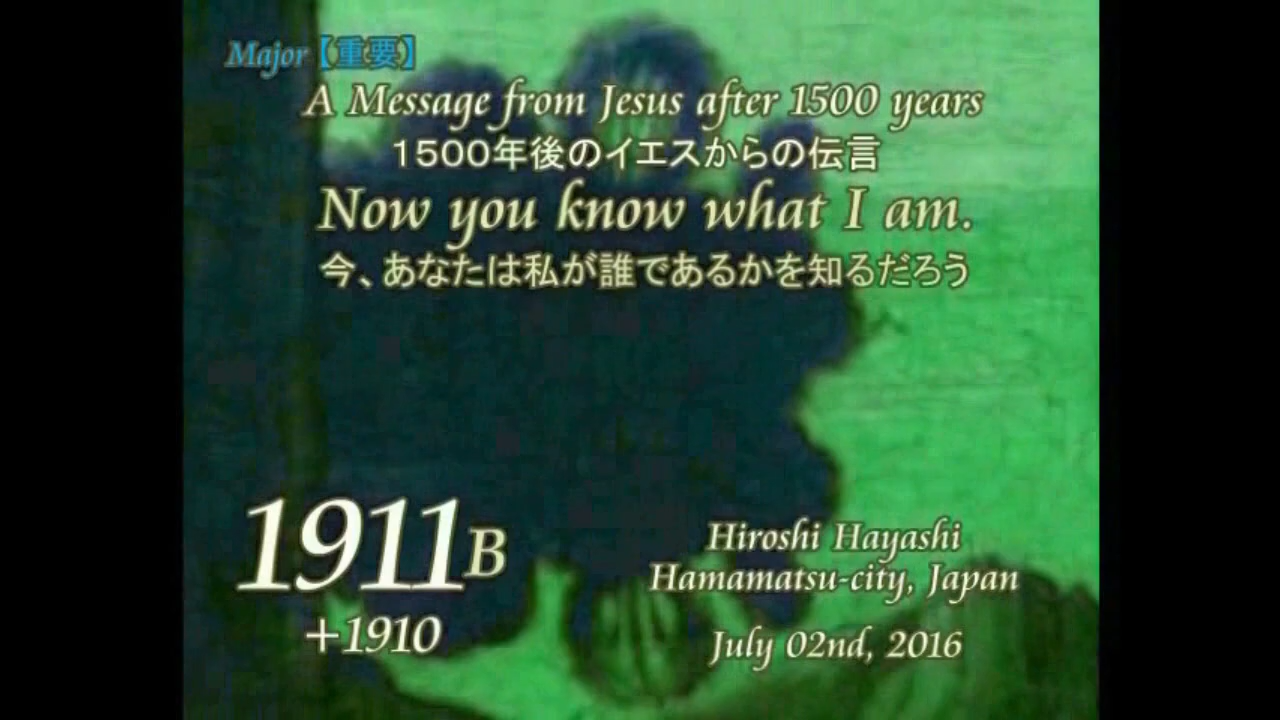 Major【重要】
A Message from Jesus after 1500 years
１５００年後のイエスからの伝言
Now you know what I am.
今、あなたは私が誰であるかを知るだろう
1911B
+1910
Hiroshi Hayashi
Hamamatsu-city, Japan
July 02nd, 2016